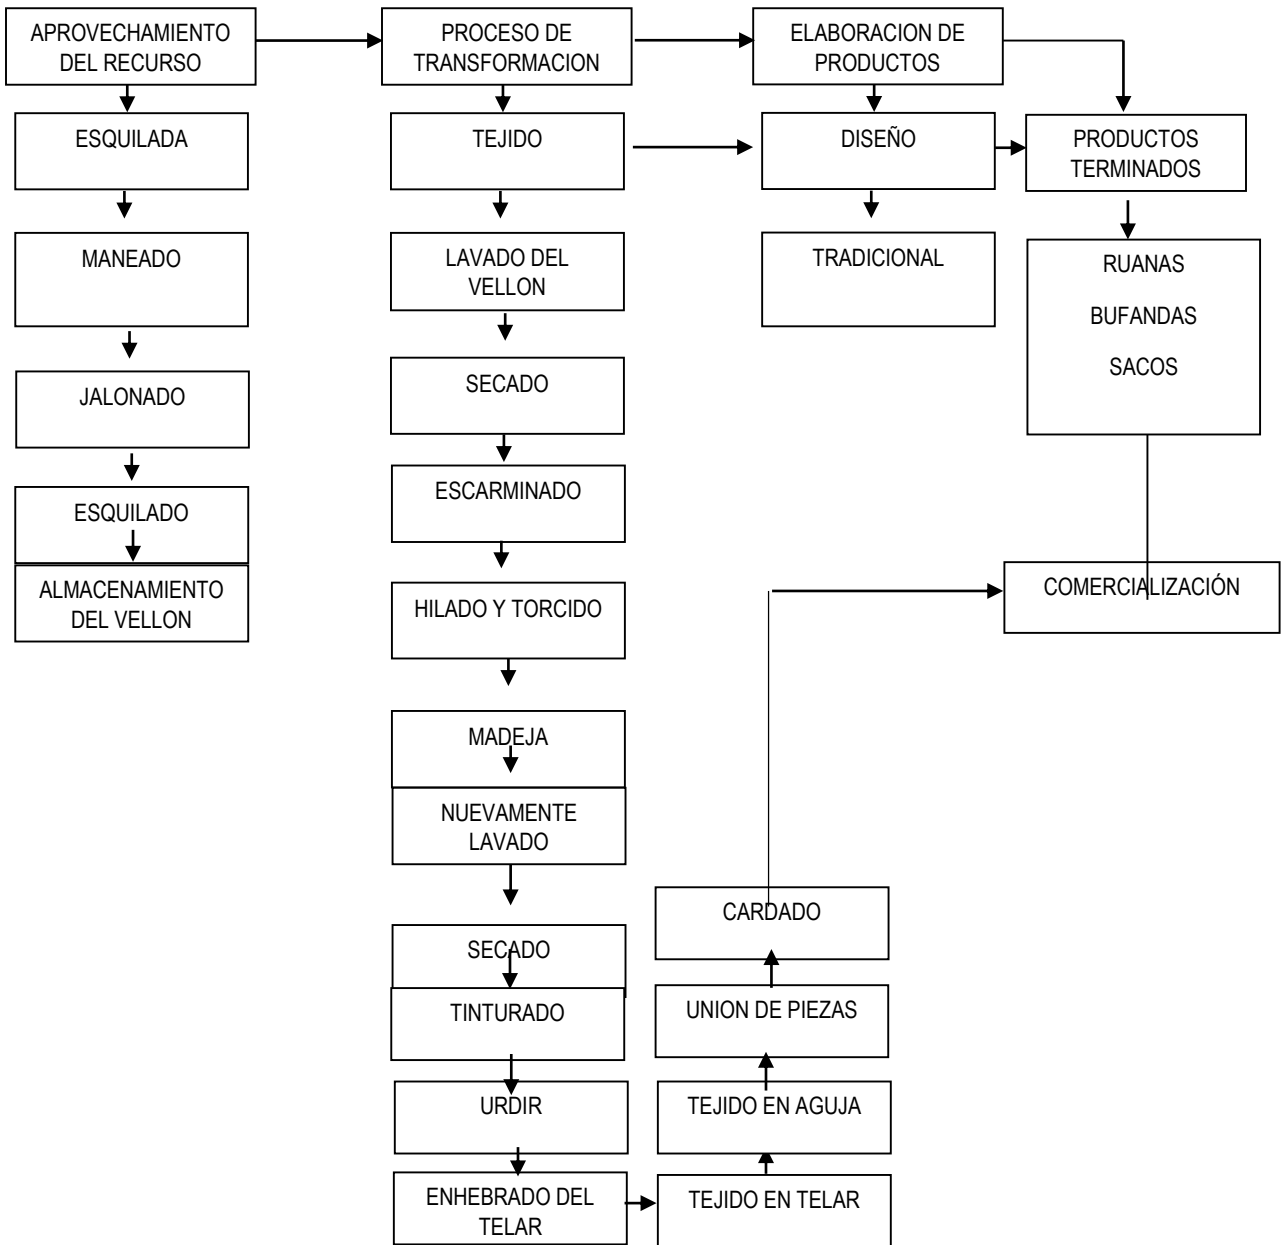 APROVECHAMIENTO
DEL RECURSO
PROCESO DE
TRANSFORMACION
ELABORACION DE
PRODUCTOS
ESQUILADA
TEJIDO
DISEÑO
PRODUCTOS
TERMINADOS
MANEADO
LAVADO DEL
VELLON
TRADICIONAL
RUANAS
BUFANDAS
SACOS
JALONADO
SECADO
ESQUILADO
ESCARMINADO
ALMACENAMIENTO
DEL VELLON
HILADO Y TORCIDO
COMERCIALIZACIÓN
MADEJA
NUEVAMENTE
LAVADO
CARDADO
SECADO
TINTURADO
UNION DE PIEZAS
URDIR
TEJIDO EN AGUJA
ENHEBRADO DEL
TELAR
TEJIDO EN TELAR